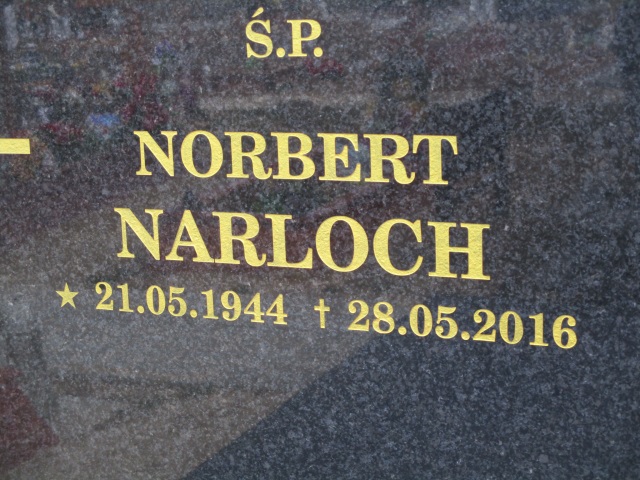 Ś.P.
NORBERT
NARLOCH
★ 21.05.1944 † 28.05.2016